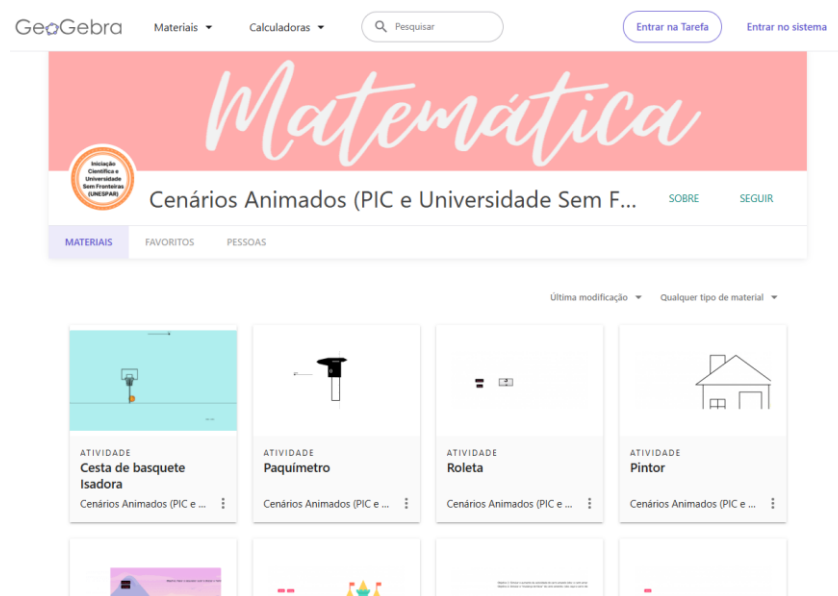 GeoGebra Materiais Calculadoras Pesquisar Entrar na Tarefa Entrar no sistema
Matemática
Iniciação
Científica e
Universidade
Sem Fronteiras
(UNESPAR)
Cenários Animados (PIC e Universidade Sem F... SOBRE SEGUIR
MATERIAIS FAVORITOS PESSOAS
Última modificação Qualquer tipo de material
ATIVIDADE
Cesta de basquete
Isadora
Cenários Animados (PIC e ...
ATIVIDADE
Paquímetro
Cenários Animados (PIC e ...
ATIVIDADE
Roleta
Cenários Animados (PIC e ...
ATIVIDADE
Pintor
Cenários Animados (PIC e ...